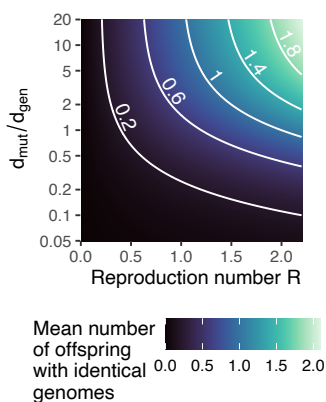 20
10
5
2
1
0.5
0.2
0.1
0.05
d_mut/d_gen
0.2
0.6
1
1.4
1.8
0.0 0.5 1.0 1.5 2.0
Reproduction number R
Mean number
of offspring
with identical
genomes
0.0 0.5 1.0 1.5 2.0